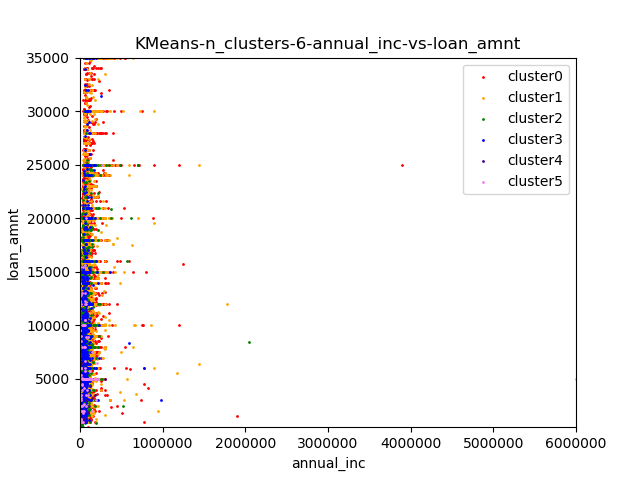 KMeans-n_clusters-6-annual_inc-vs-loan_amnt
35000
30000
25000
20000
15000
10000
5000
loan_amnt
cluster0
cluster1
cluster2
cluster3
cluster4
cluster5
0 1000000 2000000 3000000 4000000 5000000 6000000
annual_inc